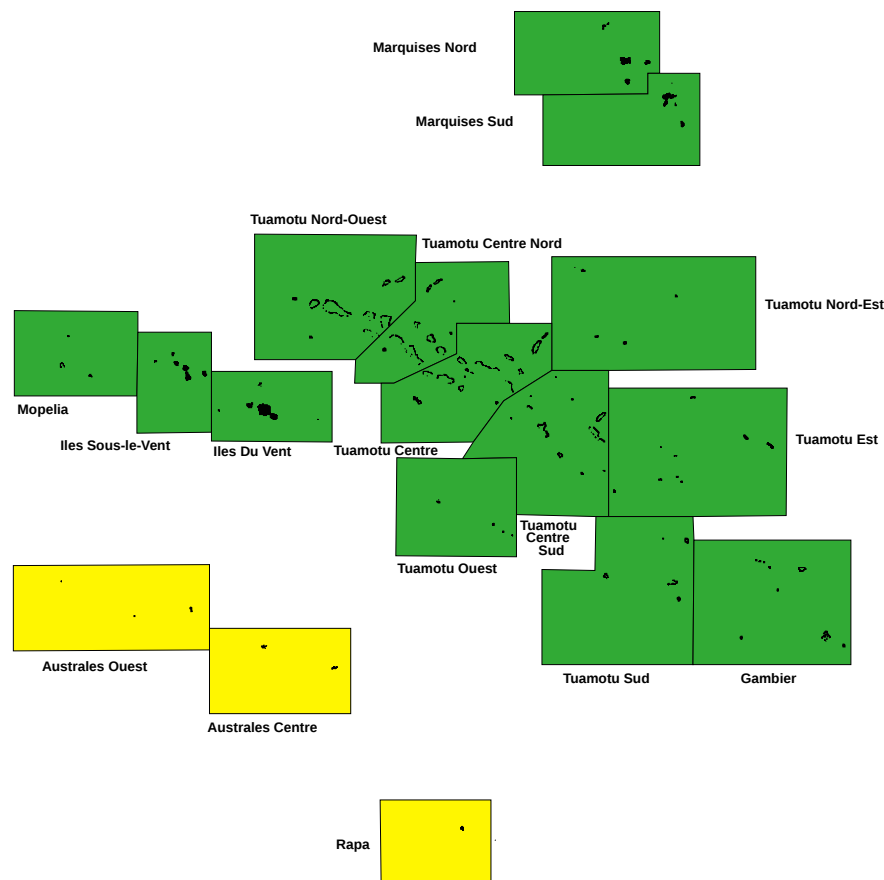 Marquises Nord
Marquises Sud
Tuamotu Nord-Ouest
Tuamotu Centre Nord
Tuamotu Nord-Est
Mopelia
Iles Sous-le-Vent
Iles Du Vent
Tuamotu Centre
Tuamotu Est
Tuamotu
Centre
Sud
Tuamotu Ouest
Australes Ouest
Tuamotu Sud
Gambier
Australes Centre
Rapa